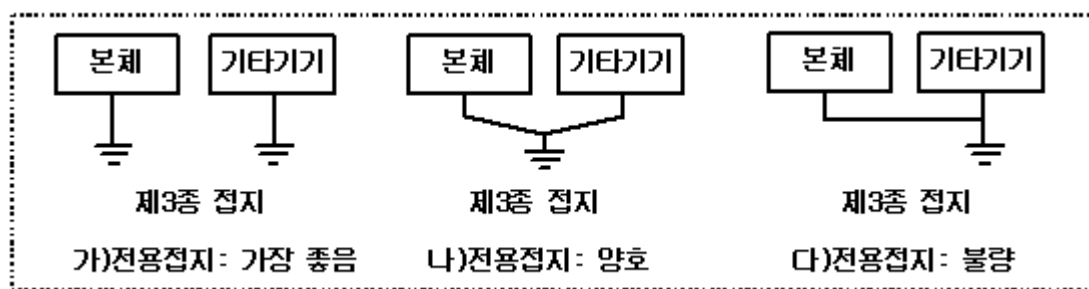 본체 기타기기 본체 기타기기 본체 기타기기
제3종 접지 제3종 접지 제3종 접지
가)전용접지: 가장 좋음 나)전용접지: 양호 다)전용접지: 불량